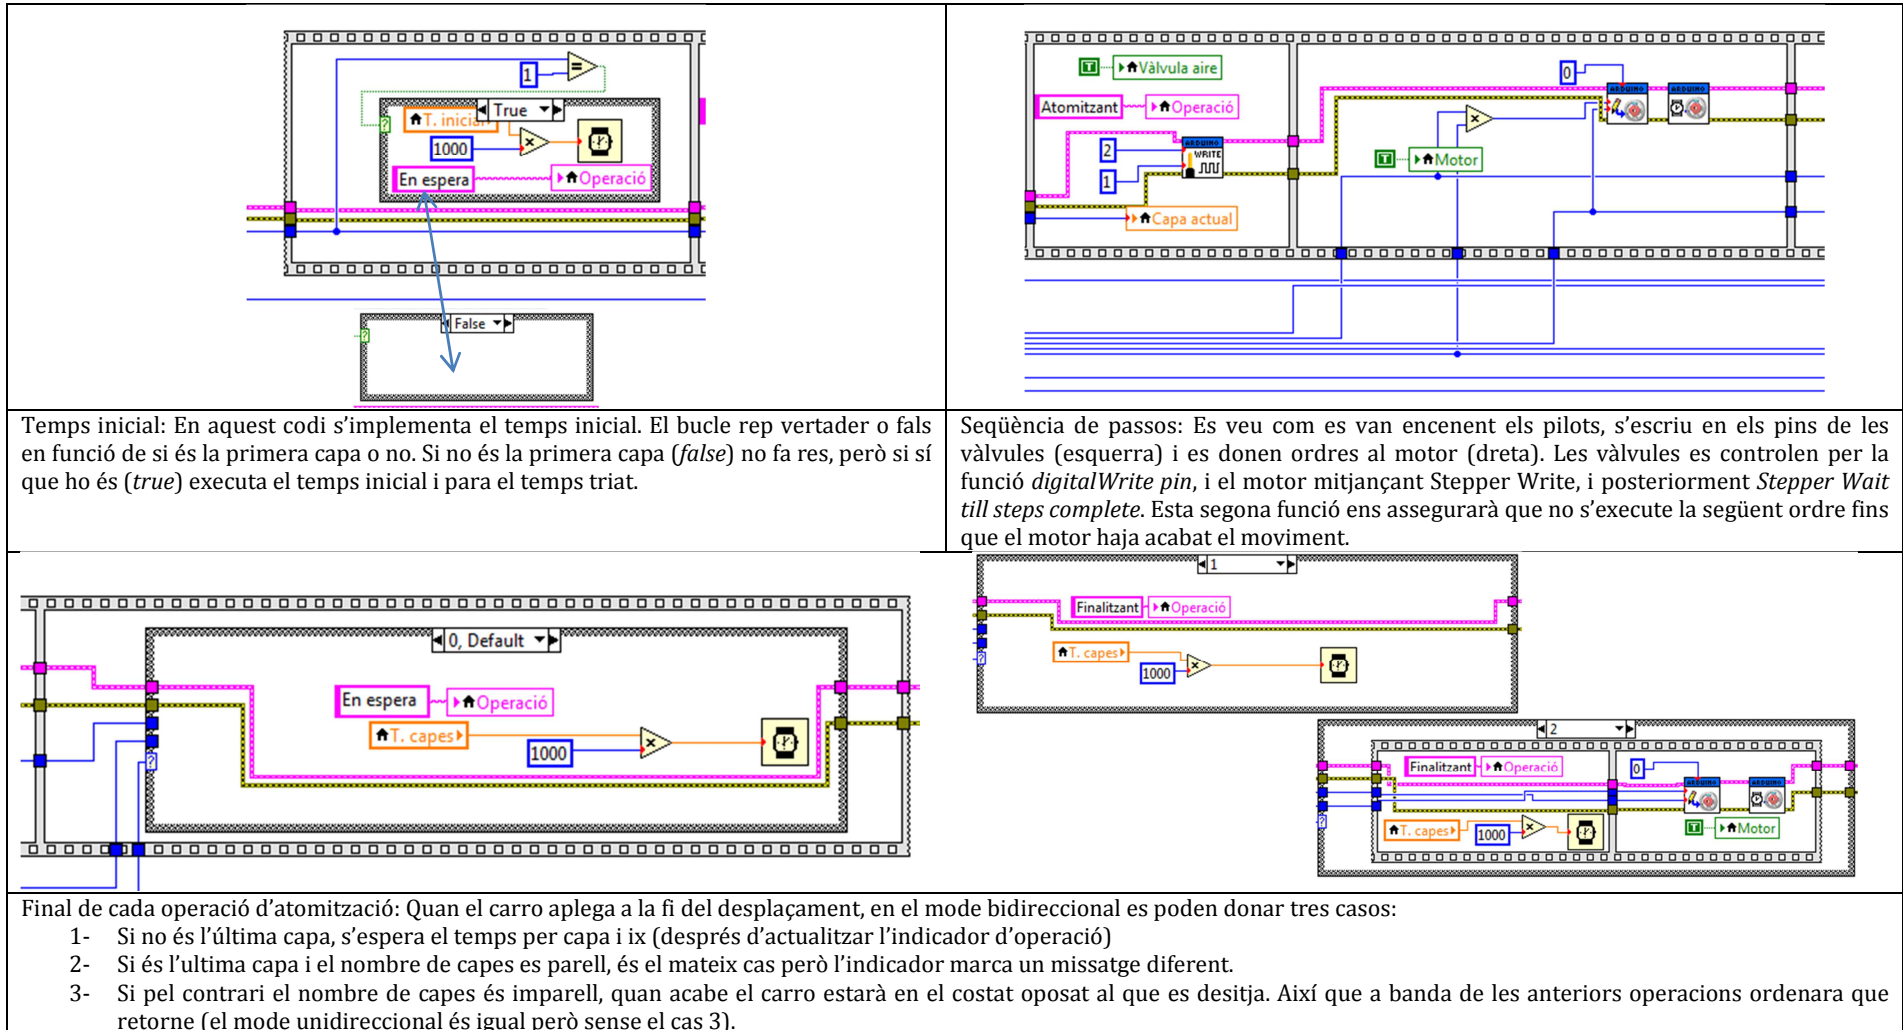 1
=
True
T. inicial
1000
x
?
En espera
Operació
False
?
T
Vàlvula aire
Atomitzant
Operació
2
1
ARDUINO
WRITE
Capa actual
0
ARDUINO
ARDUINO
x
T
Motor
Temps inicial: En aquest codi s’implementa el temps inicial. El bucle rep vertader o fals
en funció de si és la primera capa o no. Si no és la primera capa (false) no fa res, però si sí
que ho és (true) executa el temps inicial i para el temps triat.
Seqüència de passos: Es veu com es van encenent els pilots, s’escriu en els pins de les
vàlvules (esquerra) i es donen ordres al motor (dreta). Les vàlvules es controlen per la
funció digitalWrite pin, i el motor mitjançant Stepper Write, i posteriorment Stepper Wait
till steps complete. Esta segona funció ens assegurarà que no s’execute la següent ordre fins
que el motor haja acabat el moviment.
0, Default
En espera
Operació
T. capes
1000
x
?
1
Finalitzant
Operació
T. capes
1000
x
?
2
Finalitzant
Operació
0
ARDUINO
ARDUINO
T. capes
1000
x
T
Motor
?
Final de cada operació d’atomització: Quan el carro aplega a la fi del desplaçament, en el mode bidireccional es poden donar tres casos:
1- Si no és l’última capa, s’espera el temps per capa i ix (després d’actualitzar l’indicador d’operació)
2- Si és l’ultima capa i el nombre de capes es parell, és el mateix cas però l’indicador marca un missatge diferent.
3- Si pel contrari el nombre de capes és imparell, quan acabe el carro estarà en el costat oposat al que es desitja. Així que a banda de les anteriors operacions ordenara que
retorne (el mode unidireccional és igual però sense el cas 3).